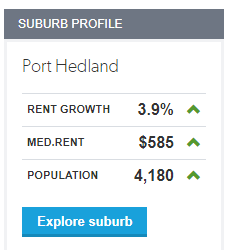 SUBURB PROFILE
Port Hedland
RENT GROWTH 3.9%
MED.RENT $585
POPULATION 4,180
Explore suburb